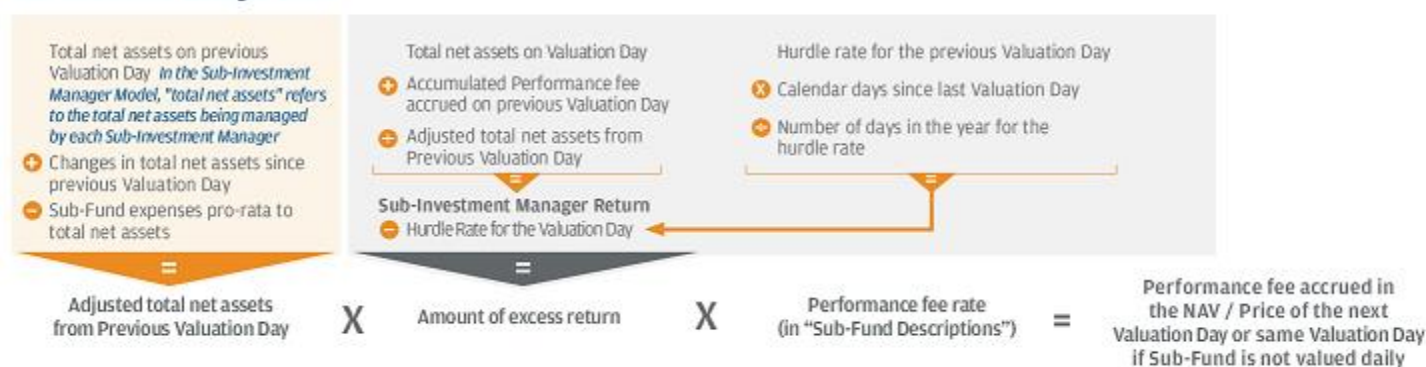 Total net assets on previous
Valuation Day In the Sub-Investment
Manager Model, "total net assets" refers
to the total net assets being managed
by each Sub-Investment Manager
+ Changes in total net assets since
previous Valuation Day
− Sub-Fund expenses pro-rata to
total net assets
=
Adjusted total net assets
from Previous Valuation Day
X
Total net assets on Valuation Day
+ Accumulated Performance fee
accrued on previous Valuation Day
÷ Adjusted total net assets from
Previous Valuation Day
=
Sub-Investment Manager Return
− Hurdle Rate for the Valuation Day
=
Amount of excess return
X
Hurdle rate for the previous Valuation Day
X Calendar days since last Valuation Day
÷ Number of days in the year for the
hurdle rate
=
Performance fee rate
(in “Sub-Fund Descriptions”)
=
Performance fee accrued in
the NAV / Price of the next
Valuation Day or same Valuation Day
if Sub-Fund is not valued daily